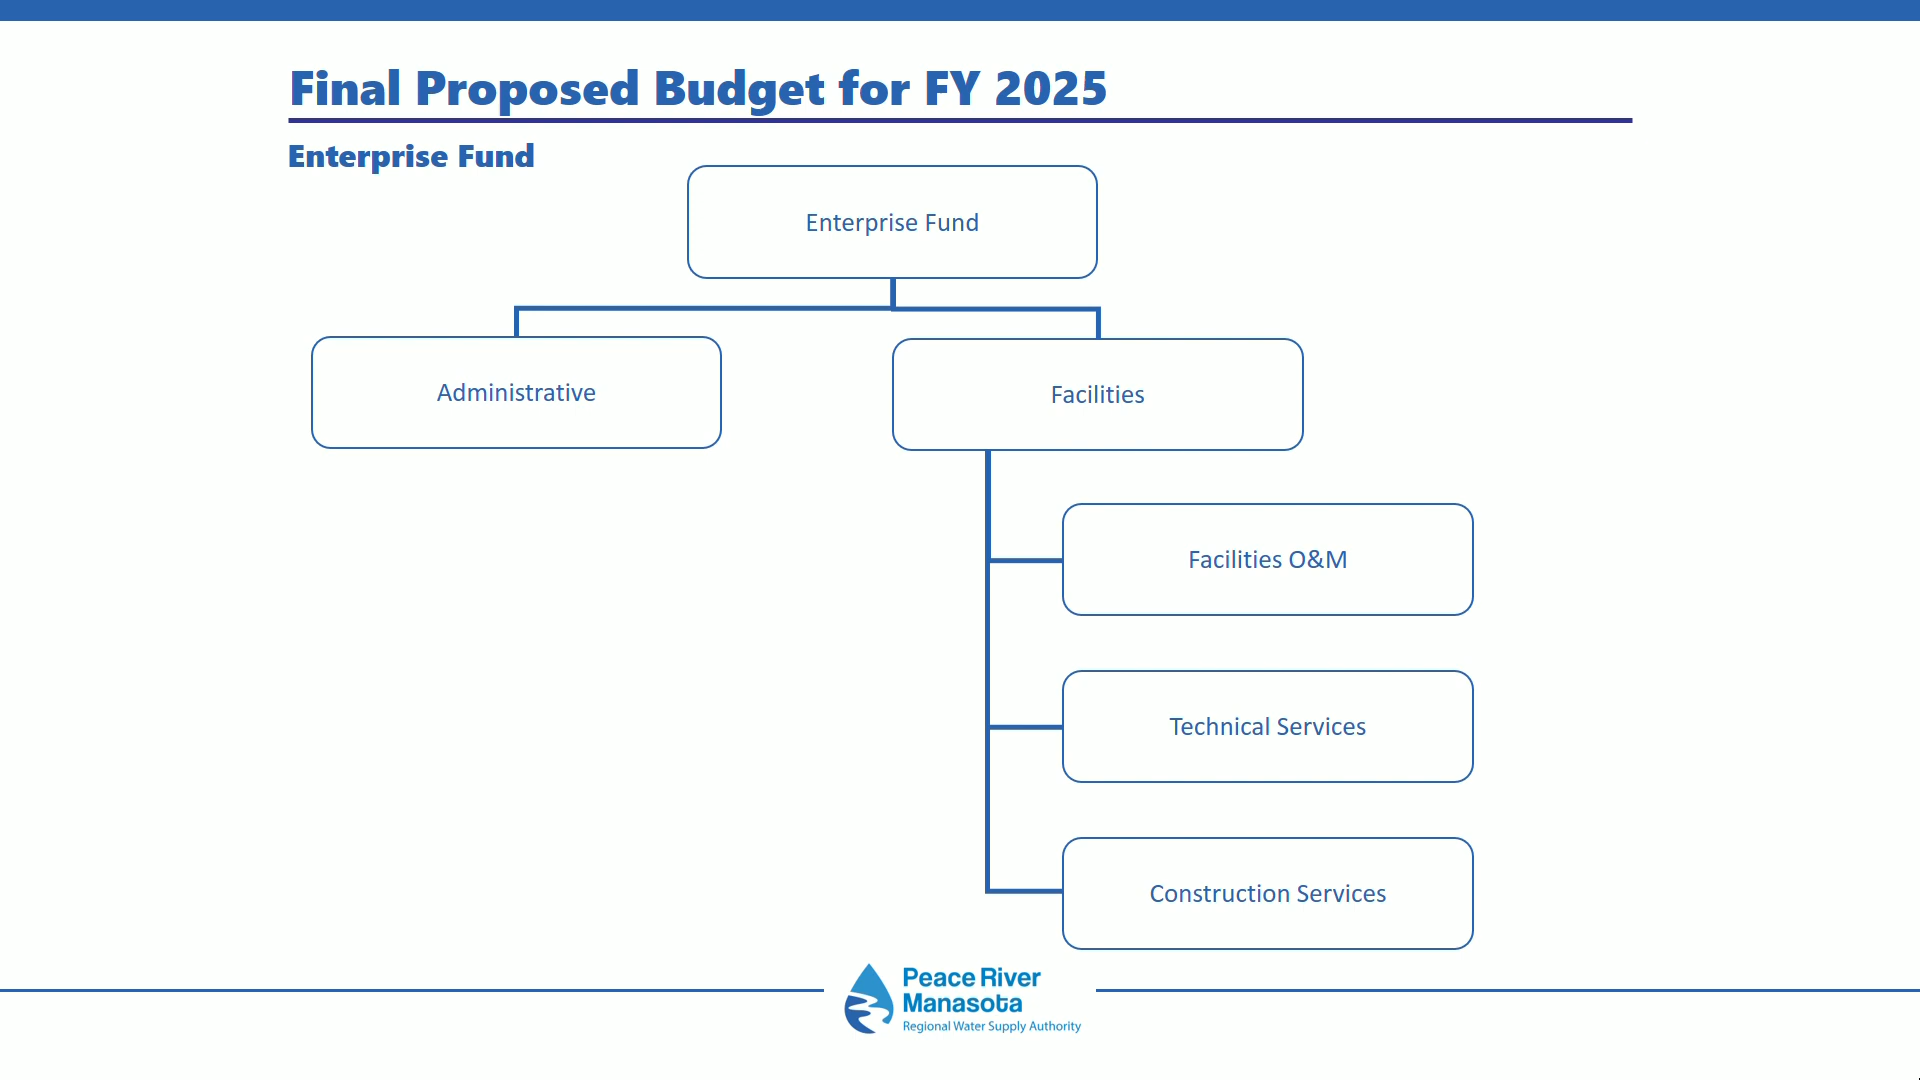 Final Proposed Budget for FY 2025
Enterprise Fund
Enterprise Fund
Administrative
Facilities
Facilities O&M
Technical Services
Construction Services
Peace River
Manasota
Regional Water Supply Authority